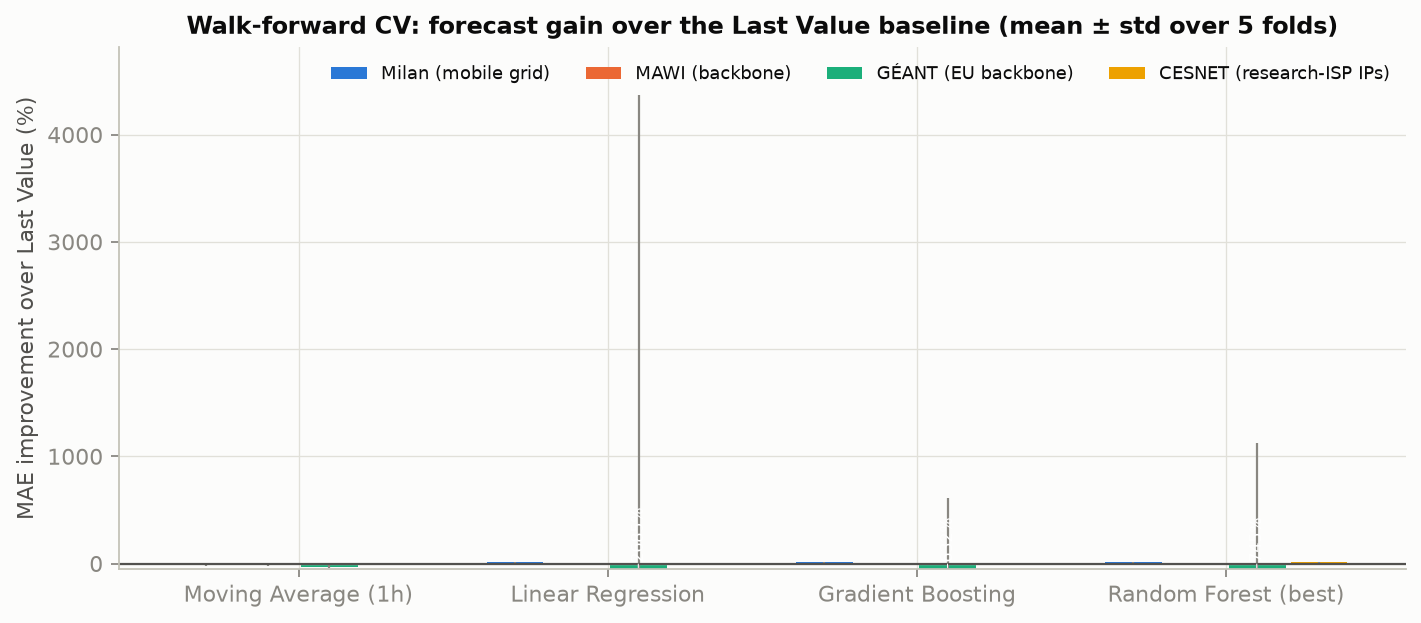 Walk-forward CV: forecast gain over the Last Value baseline (mean ± std over 5 folds)
Milan (mobile grid)
MAWI (backbone)
GÉANT (EU backbone)
CESNET (research-ISP IPs)
MAE improvement over Last Value (%)
4000
3000
2000
1000
0
Moving Average (1h)
Linear Regression
Gradient Boosting
Random Forest (best)